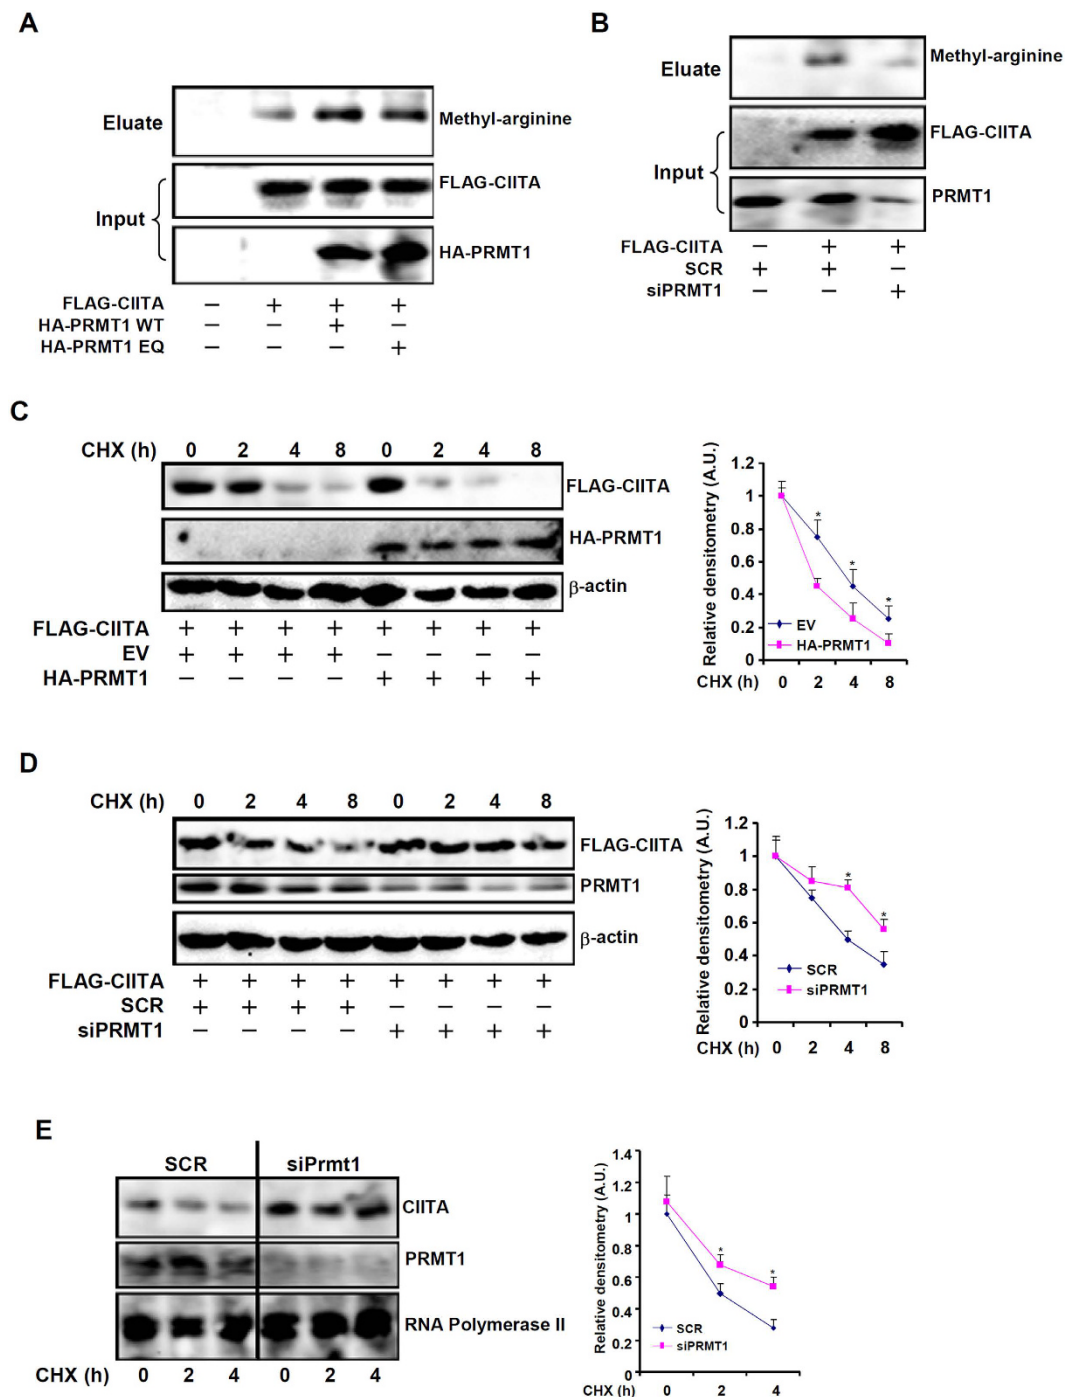 A
Eluate
Methyl-arginine
FLAG-CIITA
Input
HA-PRMT1
FLAG-CIITA − + + +
HA-PRMT1 WT − − + −
HA-PRMT1 EQ − − − +
B
Eluate
Methyl-arginine
FLAG-CIITA
Input
PRMT1
FLAG-CIITA − + +
SCR + + −
siPRMT1 − − +
C
CHX (h) 0 2 4 8 0 2 4 8
FLAG-CIITA
HA-PRMT1
β-actin
FLAG-CIITA + + + + + + + +
EV + + + + − − − −
HA-PRMT1 − − − − + + + +
Relative densitometry (A.U.)
1.2
1
0.8
0.6
0.4
0.2
0
* * *
EV
HA-PRMT1
CHX (h) 0 2 4 8
D
CHX (h) 0 2 4 8 0 2 4 8
FLAG-CIITA
PRMT1
β-actin
FLAG-CIITA + + + + + + + +
SCR + + + + − − − −
siPRMT1 − − − − + + + +
Relative densitometry (A.U.)
1.2
1
0.8
0.6
0.4
0.2
0
* *
SCR
siPRMT1
CHX (h) 0 2 4 8
E
SCR siPrmt1
CIITA
PRMT1
RNA Polymerase II
CHX (h) 0 2 4 0 2 4
Relative densitometry (A.U.)
1.4
1.2
1
0.8
0.6
0.4
0.2
0
* *
SCR
siPRMT1
CHX (h) 0 2 4